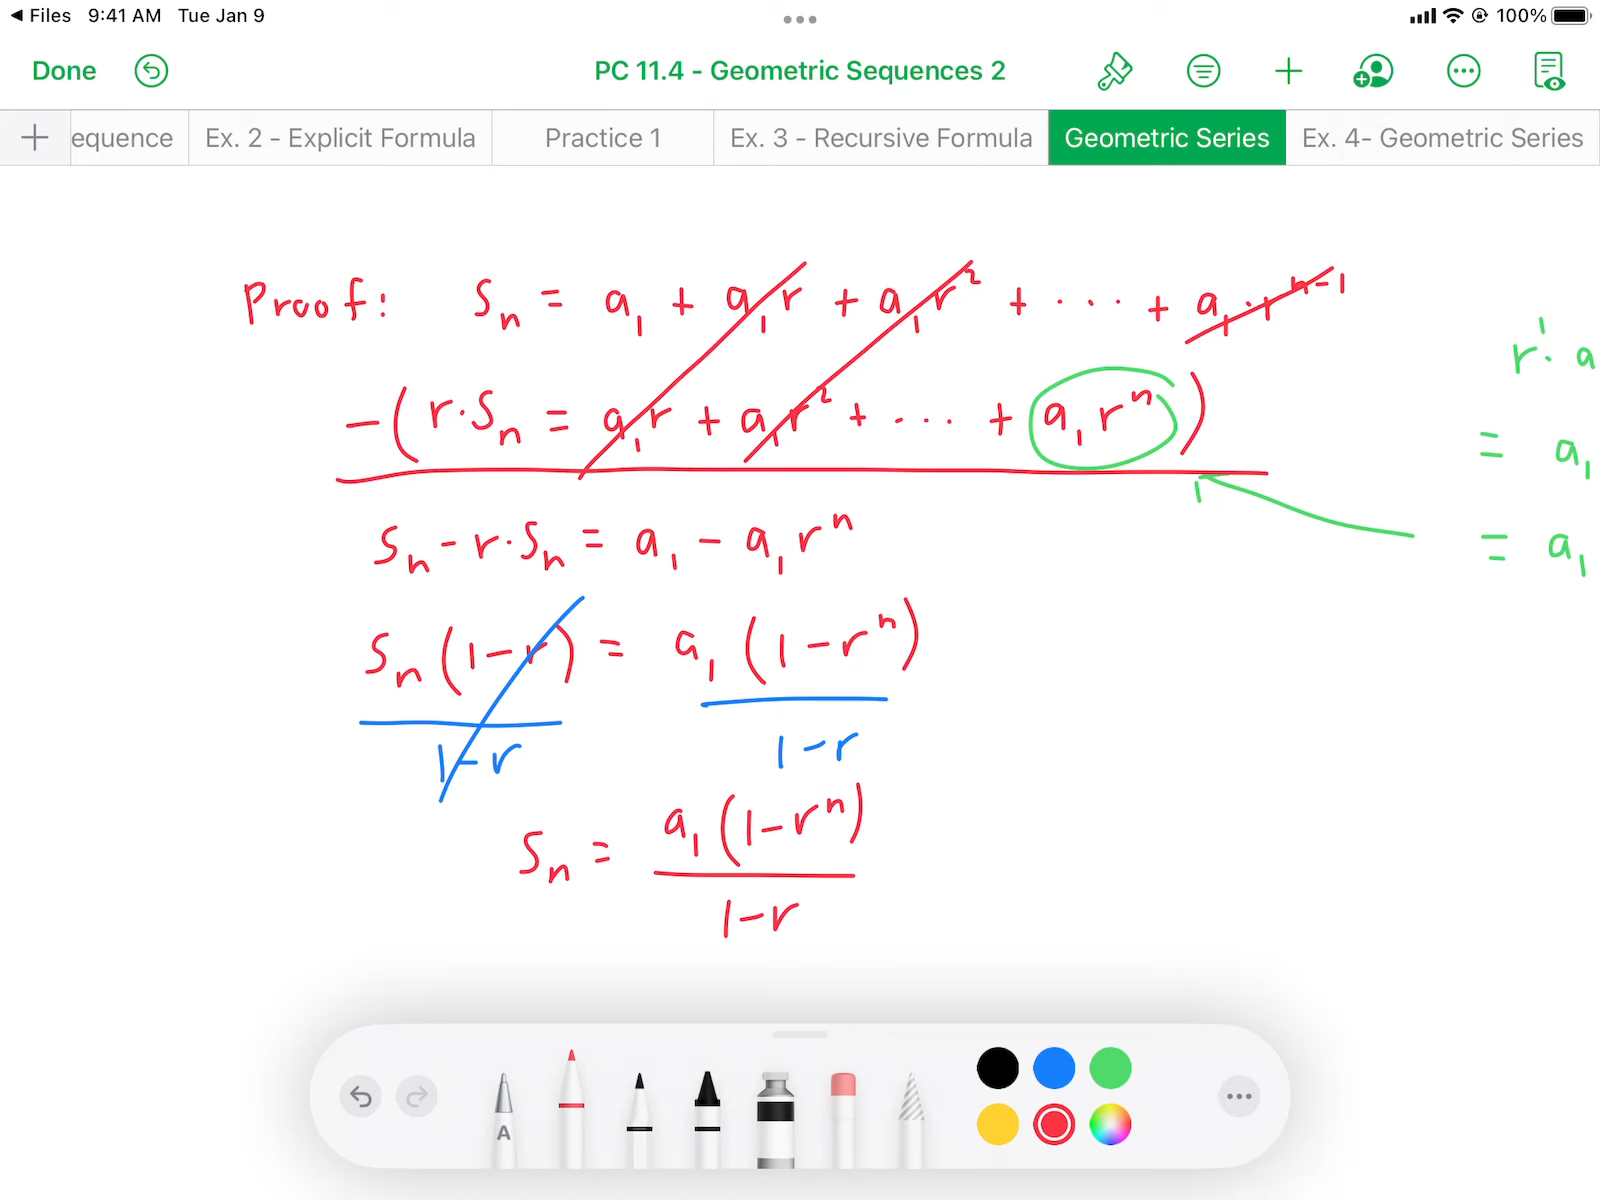 Files 9:41 AM Tue Jan 9 100%
Done PC 11.4 - Geometric Sequences 2
equence Ex. 2 - Explicit Formula Practice 1 Ex. 3 - Recursive Formula Geometric Series Ex. 4- Geometric Series
Proof: Sₙ = a₁ + a₁r + a₁r² + ··· + a₁·rⁿ⁻¹
r¹· a
−(r·Sₙ = a₁r + a₁r² + ... + a₁rⁿ)
= a₁
Sₙ − r·Sₙ = a₁ − a₁rⁿ
= a₁
Sₙ(1−r) = a₁(1−rⁿ)
1−r 1−r
Sₙ = a₁(1−rⁿ)
1−r
A